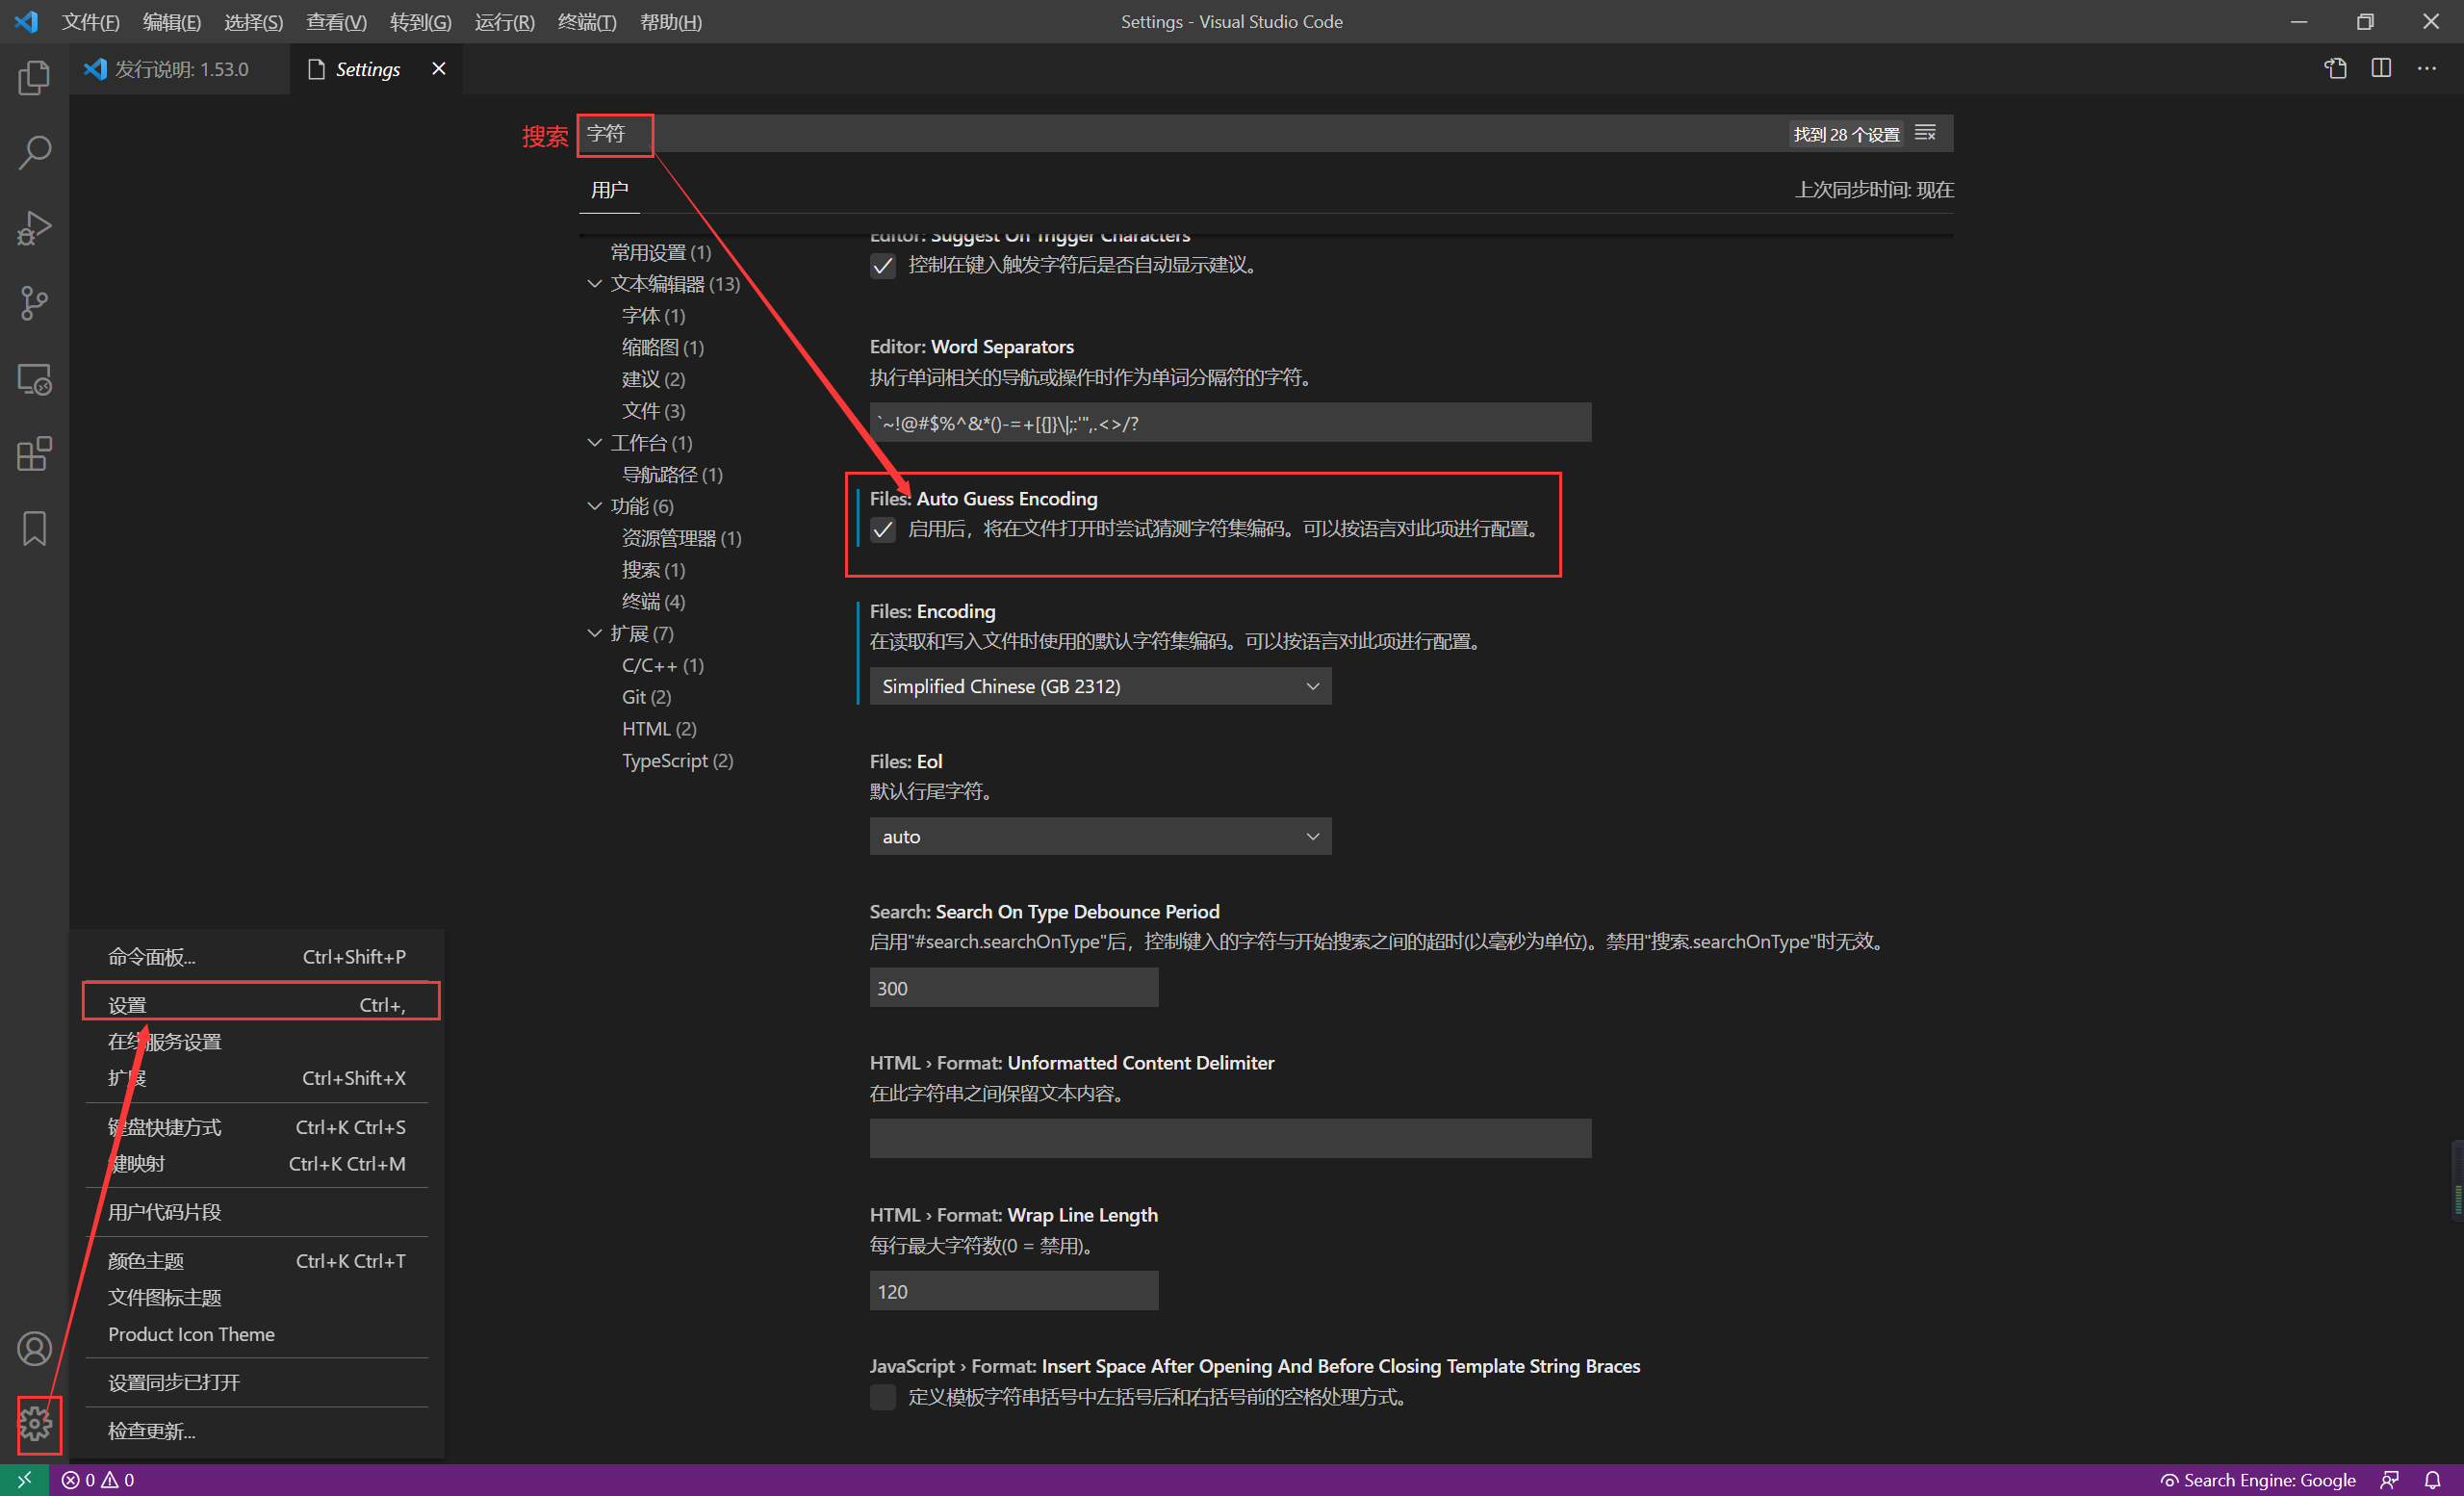 文件(F) 编辑(E) 选择(S) 查看(V) 转到(G) 运行(R) 终端(T) 帮助(H) Settings - Visual Studio Code
发行说明: 1.53.0 Settings
搜索 字符 找到 28 个设置
用户 上次同步时间: 现在
常用设置 (1)
文本编辑器 (13)
字体 (1)
缩略图 (1)
建议 (2)
文件 (3)
工作台 (1)
导航路径 (1)
功能 (6)
资源管理器 (1)
搜索 (1)
终端 (4)
扩展 (7)
C/C++ (1)
Git (2)
HTML (2)
TypeScript (2)
Editor: Suggest On Trigger Characters
控制在键入触发字符后是否自动显示建议。
Editor: Word Separators
执行单词相关的导航或操作时作为单词分隔符的字符。
`~!@#$%^&*()-=+[{]}\|;:'",.<>/?
Files: Auto Guess Encoding
启用后，将在文件打开时尝试猜测字符集编码。可以按语言对此项进行配置。
Files: Encoding
在读取和写入文件时使用的默认字符集编码。可以按语言对此项进行配置。
Simplified Chinese (GB 2312)
Files: Eol
默认行尾字符。
auto
Search: Search On Type Debounce Period
启用"#search.searchOnType"后，控制键入的字符与开始搜索之间的超时(以毫秒为单位)。禁用"搜索.searchOnType"时无效。
300
HTML › Format: Unformatted Content Delimiter
在此字符串之间保留文本内容。
HTML › Format: Wrap Line Length
每行最大字符数(0 = 禁用)。
120
JavaScript › Format: Insert Space After Opening And Before Closing Template String Braces
定义模板字符串括号中左括号后和右括号前的空格处理方式。
命令面板... Ctrl+Shift+P
设置 Ctrl+,
在线服务设置
扩展 Ctrl+Shift+X
键盘快捷方式 Ctrl+K Ctrl+S
键映射 Ctrl+K Ctrl+M
用户代码片段
颜色主题 Ctrl+K Ctrl+T
文件图标主题
Product Icon Theme
设置同步已打开
检查更新...
0 0 Search Engine: Google